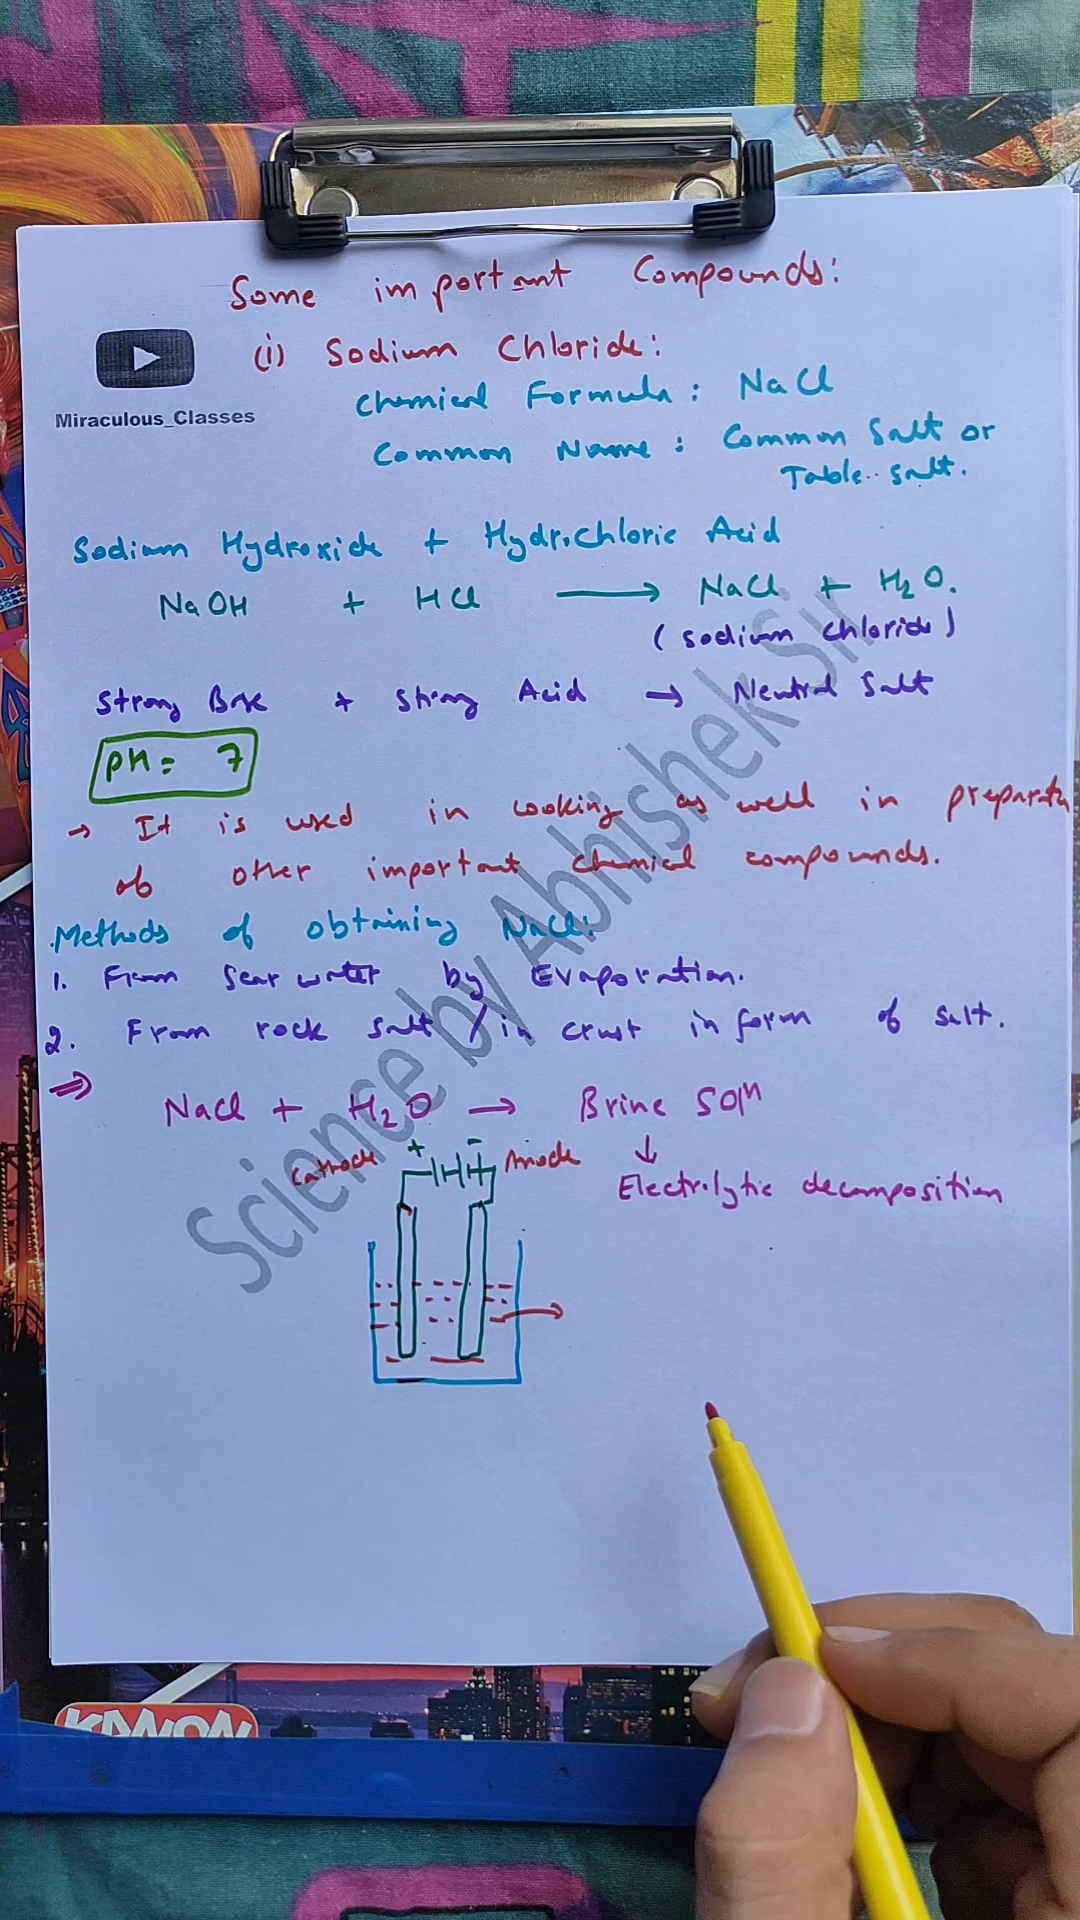 Some important Compounds:
(i) Sodium Chloride:
Miraculous_Classes
Chemical Formula: NaCl
Common Name: Common Salt or
Table salt.
Sodium Hydroxide + Hydrochloric Acid
NaOH + HCl → NaCl + H₂O.
(sodium chloride)
Strong Base + Strong Acid → Neutral Salt
pH = 7
→ It is used in cooking as well in preparatn
of other important chemical compounds.
Methods of obtaining NaCl:
1. From Sear water by Evaporation.
2. From rock salt / in crust in form of salt.
⇒ NaCl + H₂O → Brine SOlⁿ
Cathode + - Anode
↓
Electrolytic decomposition
Science by Abhishek Sir
KIWON